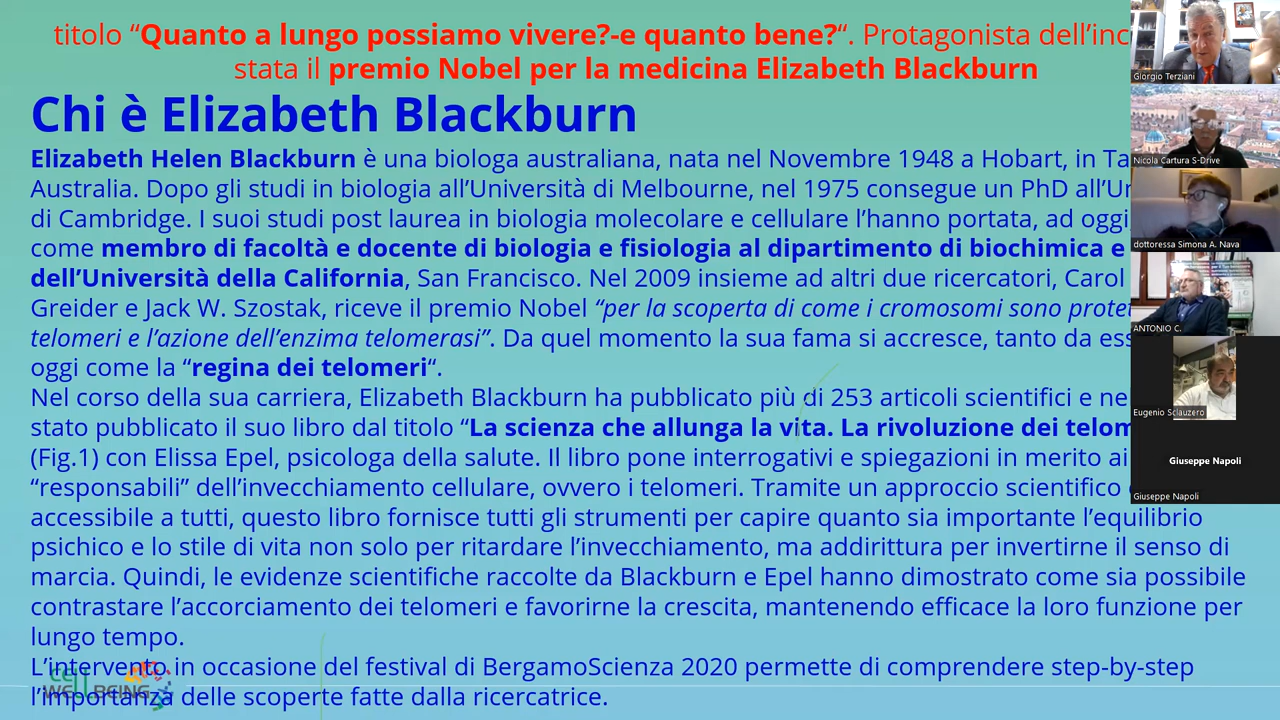 titolo “Quanto a lungo possiamo vivere?-e quanto bene?“. Protagonista dell’inc
stata il premio Nobel per la medicina Elizabeth Blackburn
Chi è Elizabeth Blackburn
Elizabeth Helen Blackburn è una biologa australiana, nata nel Novembre 1948 a Hobart, in Ta
Australia. Dopo gli studi in biologia all’Università di Melbourne, nel 1975 consegue un PhD all’Un
di Cambridge. I suoi studi post laurea in biologia molecolare e cellulare l’hanno portata, ad oggi,
come membro di facoltà e docente di biologia e fisiologia al dipartimento di biochimica e
dell’Università della California, San Francisco. Nel 2009 insieme ad altri due ricercatori, Carol
Greider e Jack W. Szostak, riceve il premio Nobel “per la scoperta di come i cromosomi sono protet
telomeri e l’azione dell’enzima telomerasi”. Da quel momento la sua fama si accresce, tanto da ess
oggi come la “regina dei telomeri“.
Nel corso della sua carriera, Elizabeth Blackburn ha pubblicato più di 253 articoli scientifici e ne
stato pubblicato il suo libro dal titolo “La scienza che allunga la vita. La rivoluzione dei telom
(Fig.1) con Elissa Epel, psicologa della salute. Il libro pone interrogativi e spiegazioni in merito ai
“responsabili” dell’invecchiamento cellulare, ovvero i telomeri. Tramite un approccio scientifico
accessibile a tutti, questo libro fornisce tutti gli strumenti per capire quanto sia importante l’equilibrio
psichico e lo stile di vita non solo per ritardare l’invecchiamento, ma addirittura per invertirne il senso di
marcia. Quindi, le evidenze scientifiche raccolte da Blackburn e Epel hanno dimostrato come sia possibile
contrastare l’accorciamento dei telomeri e favorirne la crescita, mantenendo efficace la loro funzione per
lungo tempo.
L’intervento in occasione del festival di BergamoScienza 2020 permette di comprendere step-by-step
l’importanza delle scoperte fatte dalla ricercatrice.
cell
WELLBEING
Giorgio Terziani
Nicola Cartura S-Drive
dottoressa Simona A. Nava
ANTONIO C.
Eugenio Sclauzero
Giuseppe Napoli
Giuseppe Napoli